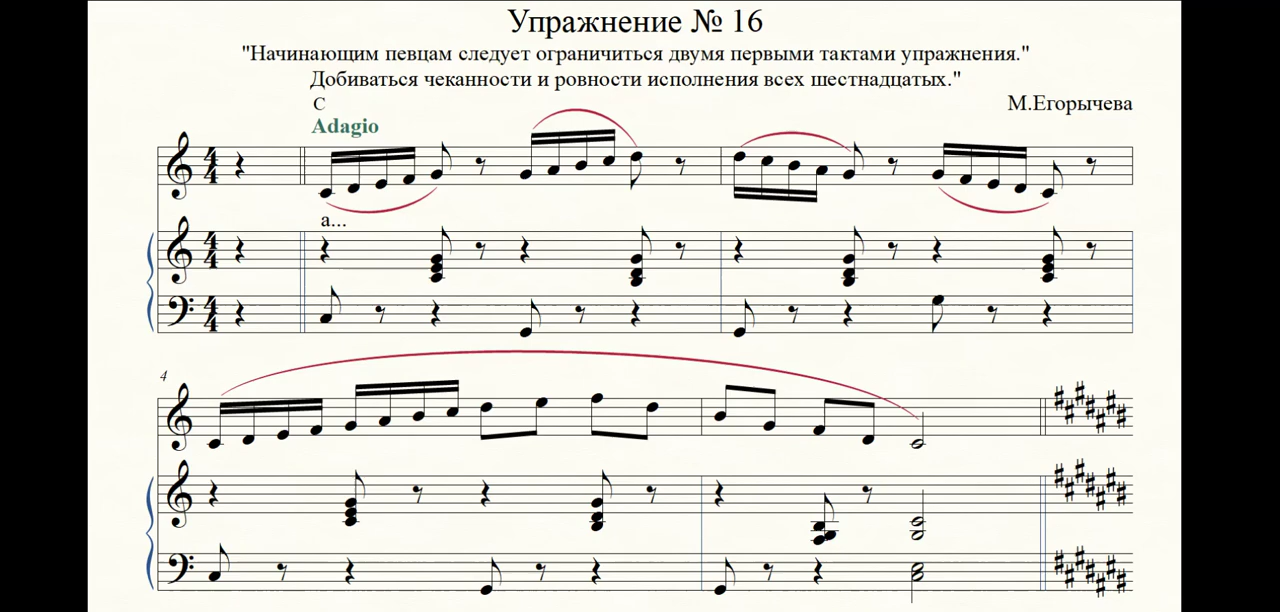 Упражнение № 16
"Начинающим певцам следует ограничиться двумя первыми тактами упражнения."
Добиваться чеканности и ровности исполнения всех шестнадцатых."
C
М.Егорычева
Adagio
а...
4